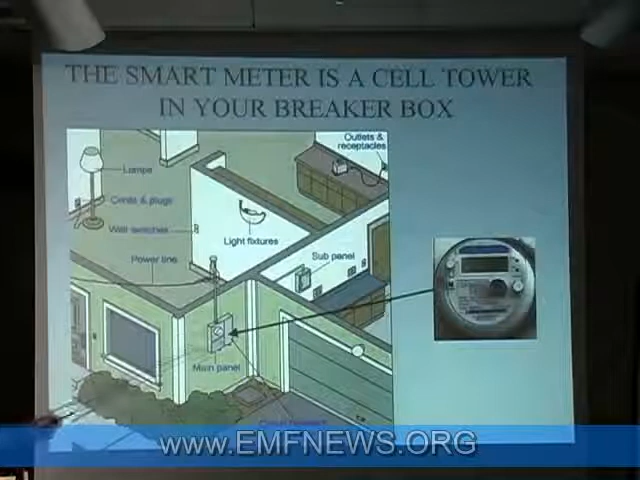 THE SMART METER IS A CELL TOWER
IN YOUR BREAKER BOX
Outlets &
receptacles
Lamps
Cords & plugs
Wall switches
Light fixtures
Power line
Sub panel
Main panel
www.EMFNEWS.ORG